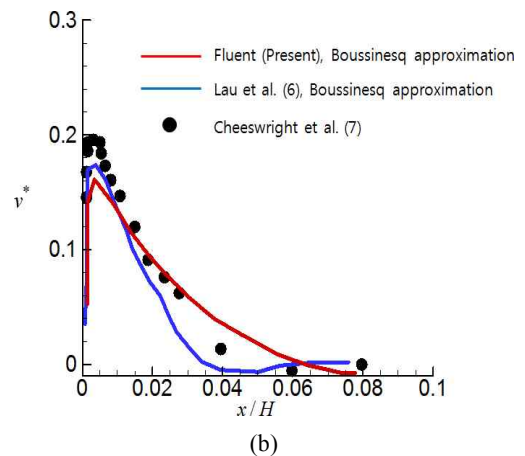 0.3
Fluent (Present), Boussinesq approximation
Lau et al. (6), Boussinesq approximation
Cheeswright et al. (7)
0.2
v*
0.1
0
0 0.02 0.04 0.06 0.08 0.1
x/H
(b)